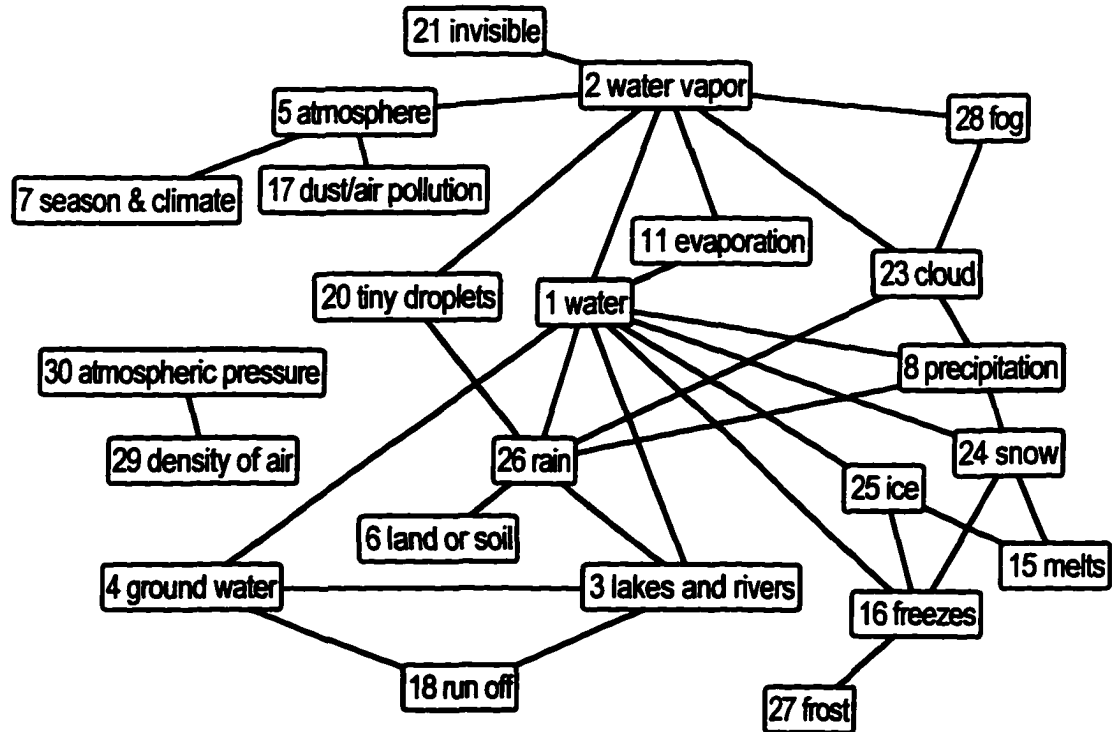 21 invisible
2 water vapor
5 atmosphere
28 fog
7 season & climate
17 dust/air pollution
11 evaporation
23 cloud
20 tiny droplets
1 water
30 atmospheric pressure
8 precipitation
29 density of air
26 rain
24 snow
25 ice
6 land or soil
15 melts
4 ground water
3 lakes and rivers
16 freezes
18 run off
27 frost